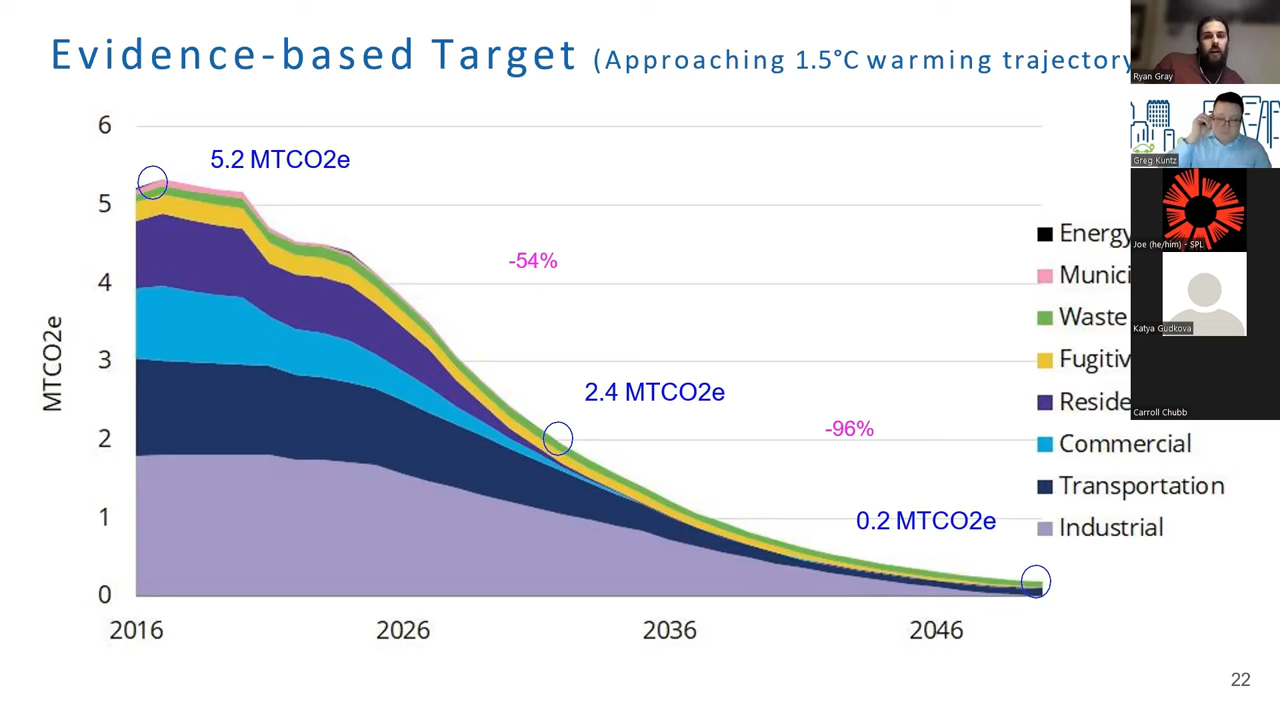 Evidence-based Target (Approaching 1.5°C warming trajectory
Ryan Gray
Greg Kuntz
Joe (he/him) - SPL
Katya Gudkova
Carroll Chubb
6
5
4
3
2
1
0
MTCO2e
5.2 MTCO2e
-54%
2.4 MTCO2e
-96%
0.2 MTCO2e
Energy
Munici
Waste
Fugitiv
Reside
Commercial
Transportation
Industrial
2016
2026
2036
2046
22